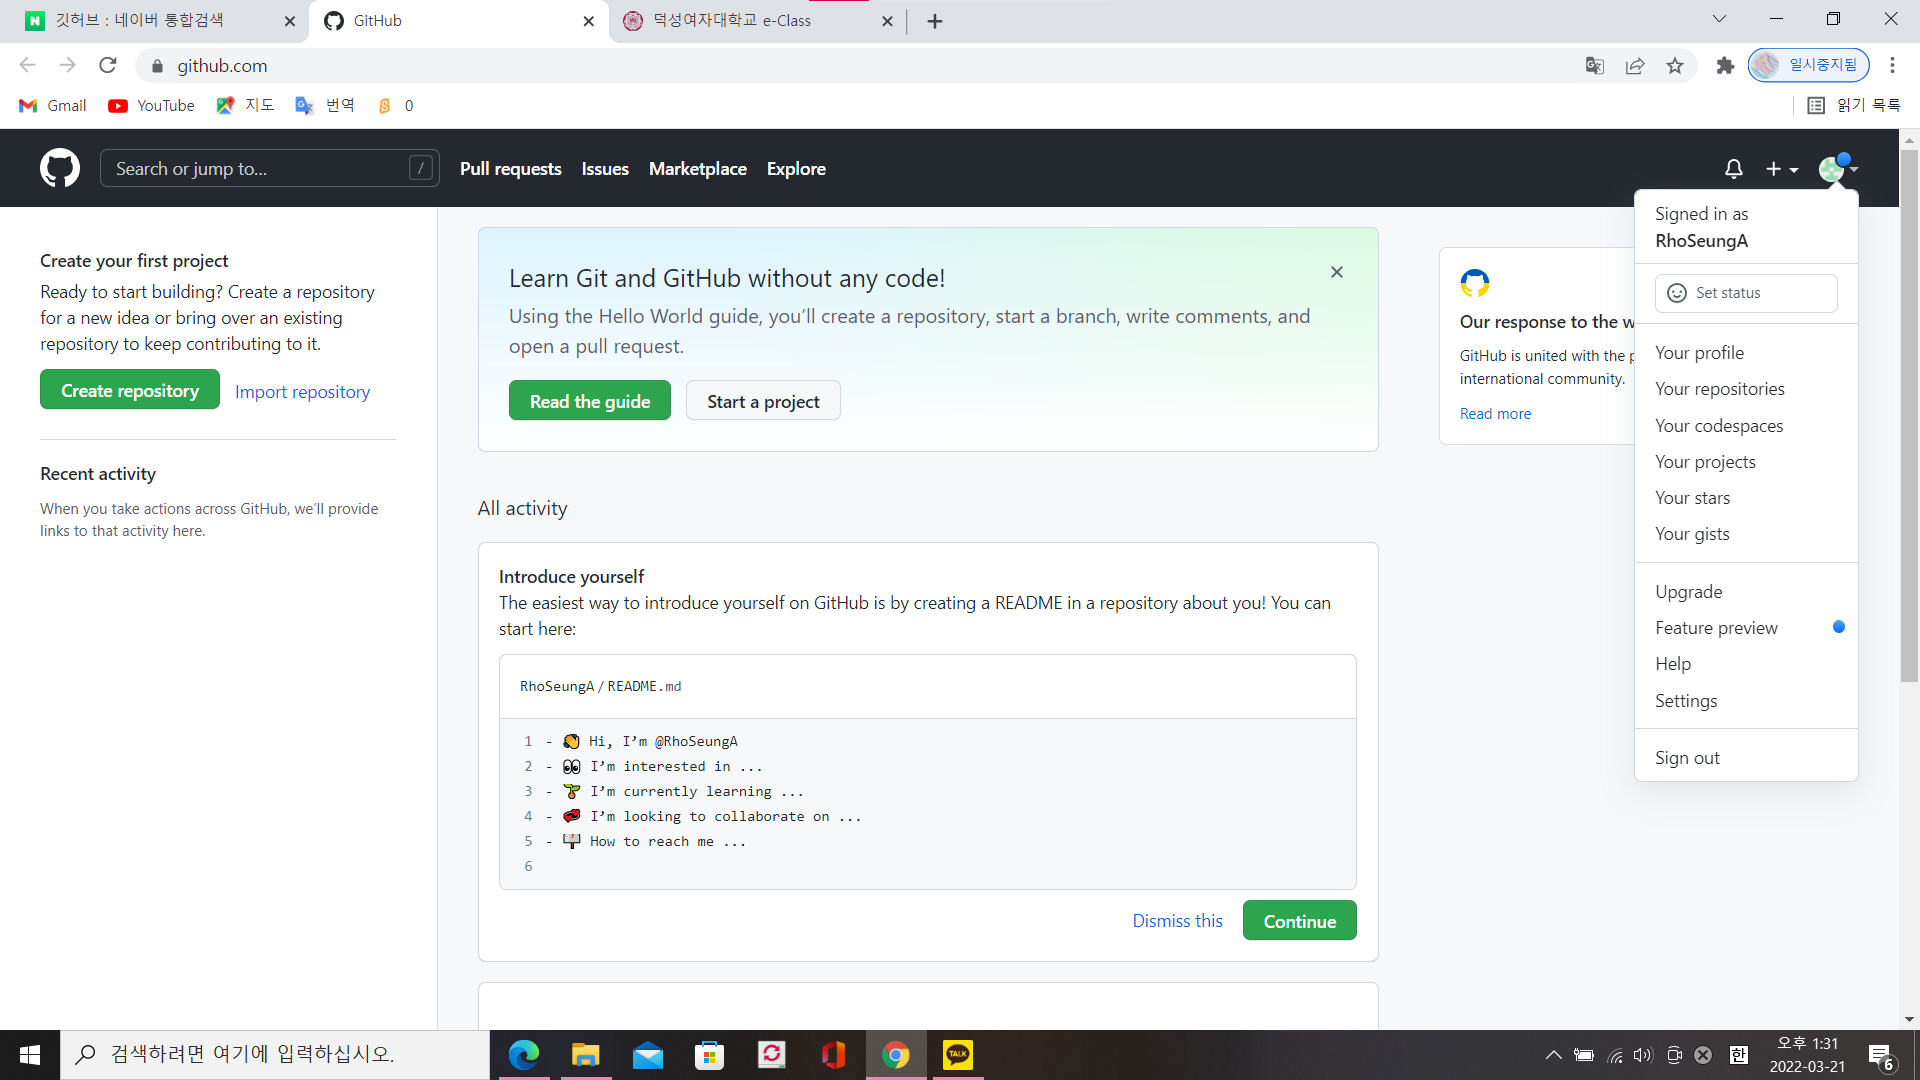 깃허브 : 네이버 통합검색
GitHub
덕성여자대학교 e-Class
github.com
일시중지됨
Gmail
YouTube
지도
번역
0
읽기 목록
Search or jump to...
/
Pull requests
Issues
Marketplace
Explore
Create your first project
Ready to start building? Create a repository
for a new idea or bring over an existing
repository to keep contributing to it.
Create repository
Import repository
Recent activity
When you take actions across GitHub, we’ll provide
links to that activity here.
Learn Git and GitHub without any code!
Using the Hello World guide, you’ll create a repository, start a branch, write comments, and
open a pull request.
Read the guide
Start a project
All activity
Introduce yourself
The easiest way to introduce yourself on GitHub is by creating a README in a repository about you! You can
start here:
RhoSeungA / README.md
1 - 👋 Hi, I’m @RhoSeungA
2 - 👀 I’m interested in ...
3 - 🌱 I’m currently learning ...
4 - 💞️ I’m looking to collaborate on ...
5 - 📫 How to reach me ...
6
Dismiss this
Continue
Our response to the w
GitHub is united with the p
international community.
Read more
Signed in as
RhoSeungA
Set status
Your profile
Your repositories
Your codespaces
Your projects
Your stars
Your gists
Upgrade
Feature preview
Help
Settings
Sign out
검색하려면 여기에 입력하십시오.
TALK
한
오후 1:31
2022-03-21
6